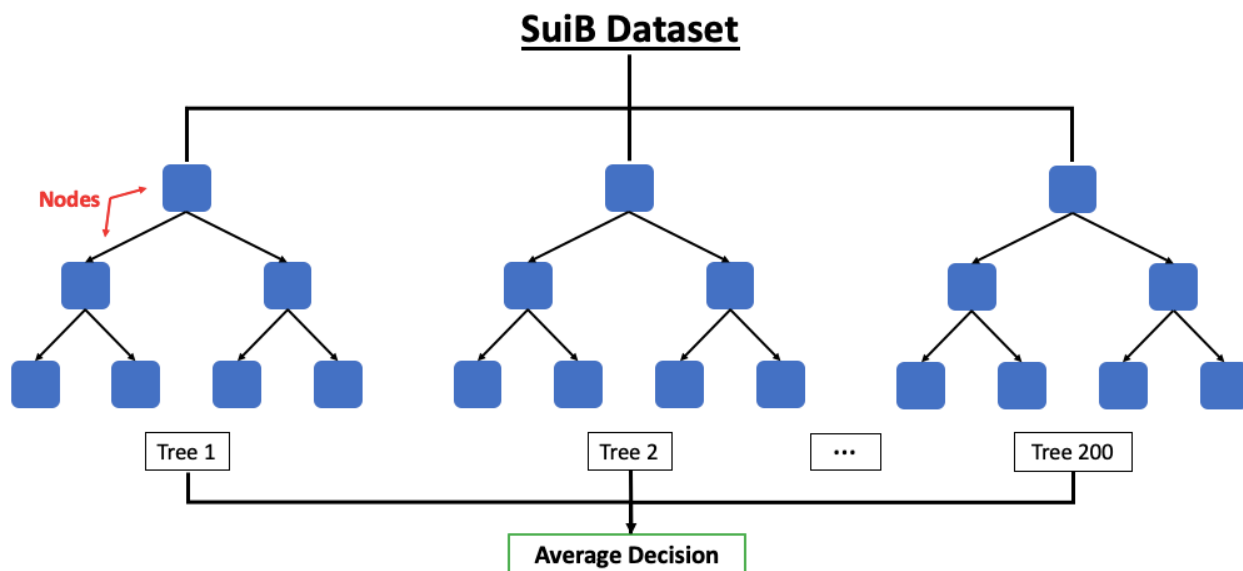 SuiB Dataset
Nodes
Tree 1
Tree 2
...
Tree 200
Average Decision